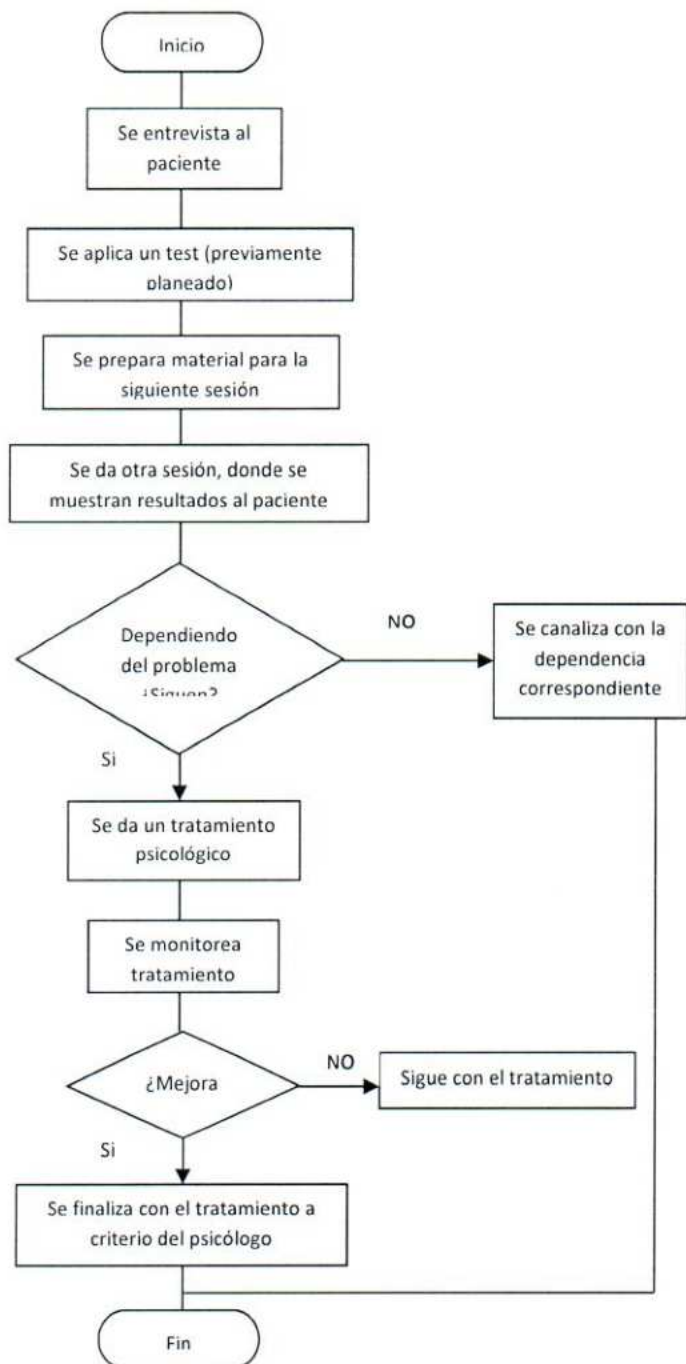 Inicio
Se entrevista al
paciente
Se aplica un test (previamente
planeado)
Se prepara material para la
siguiente sesión
Se da otra sesión, donde se
muestran resultados al paciente
Dependiendo
del problema
¿Siguen?
NO
Se canaliza con la
dependencia
correspondiente
Si
Se da un tratamiento
psicológico
Se monitorea
tratamiento
¿Mejora
NO
Sigue con el tratamiento
Si
Se finaliza con el tratamiento a
criterio del psicólogo
Fin